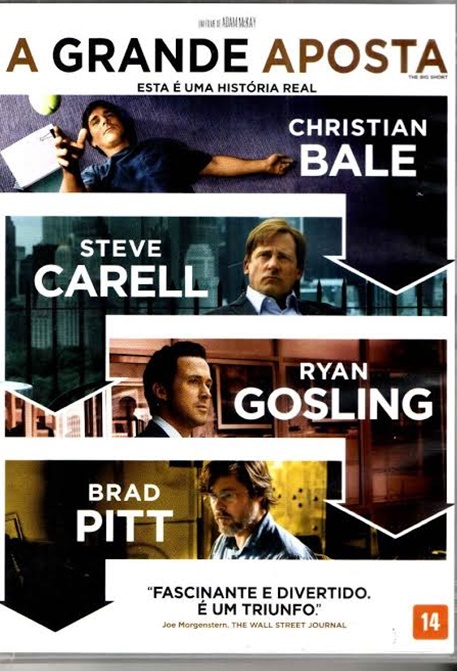 UM FILME DE ADAM McKAY
A GRANDE APOSTA
THE BIG SHORT
ESTA É UMA HISTÓRIA REAL
CHRISTIAN
BALE
STEVE
CARELL
RYAN
GOSLING
BRAD
PITT
“FASCINANTE E DIVERTIDO.
É UM TRIUNFO.”
Joe Morgenstern, THE WALL STREET JOURNAL
14